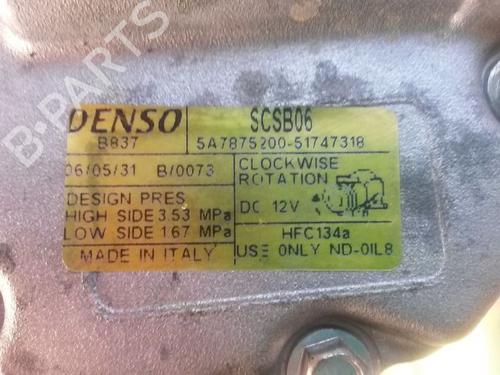 DENSO
SCSB06
B837
5A7875200-51747318
06/05/31 B/0073
CLOCKWISE
ROTATION
DESIGN PRES
HIGH SIDE 3.53 MPa
LOW SIDE 1.67 MPa
DC 12V
HFC134a
MADE IN ITALY
USE ONLY ND-OIL8
B-PARTS